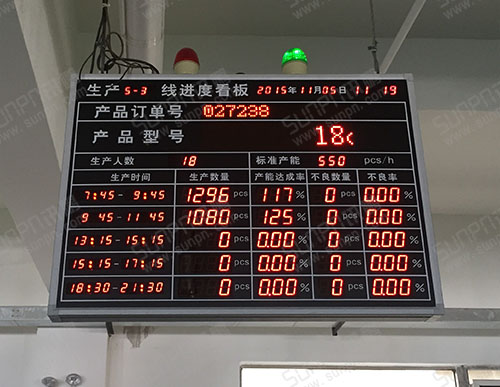 生产 5-3 线进度看板 2015年11月05日 11 19
产品订单号 027238
产品型号 18c
生产人数 18 标准产能 550 pcs/h
生产时间 生产数量 产能达成率 不良数量 不良率
7:45-9:45 1296 pcs 117 % 0 pcs 0.00 %
9 45-11 45 1080 pcs 125 % 0 pcs 0.00 %
13:15-15:15 0 pcs 0.00 % 0 pcs 0.00 %
15:15-17:15 0 pcs 0.00 % 0 pcs 0.00 %
18:30-21:30 0 pcs 0.00 % 0 pcs 0.00 %